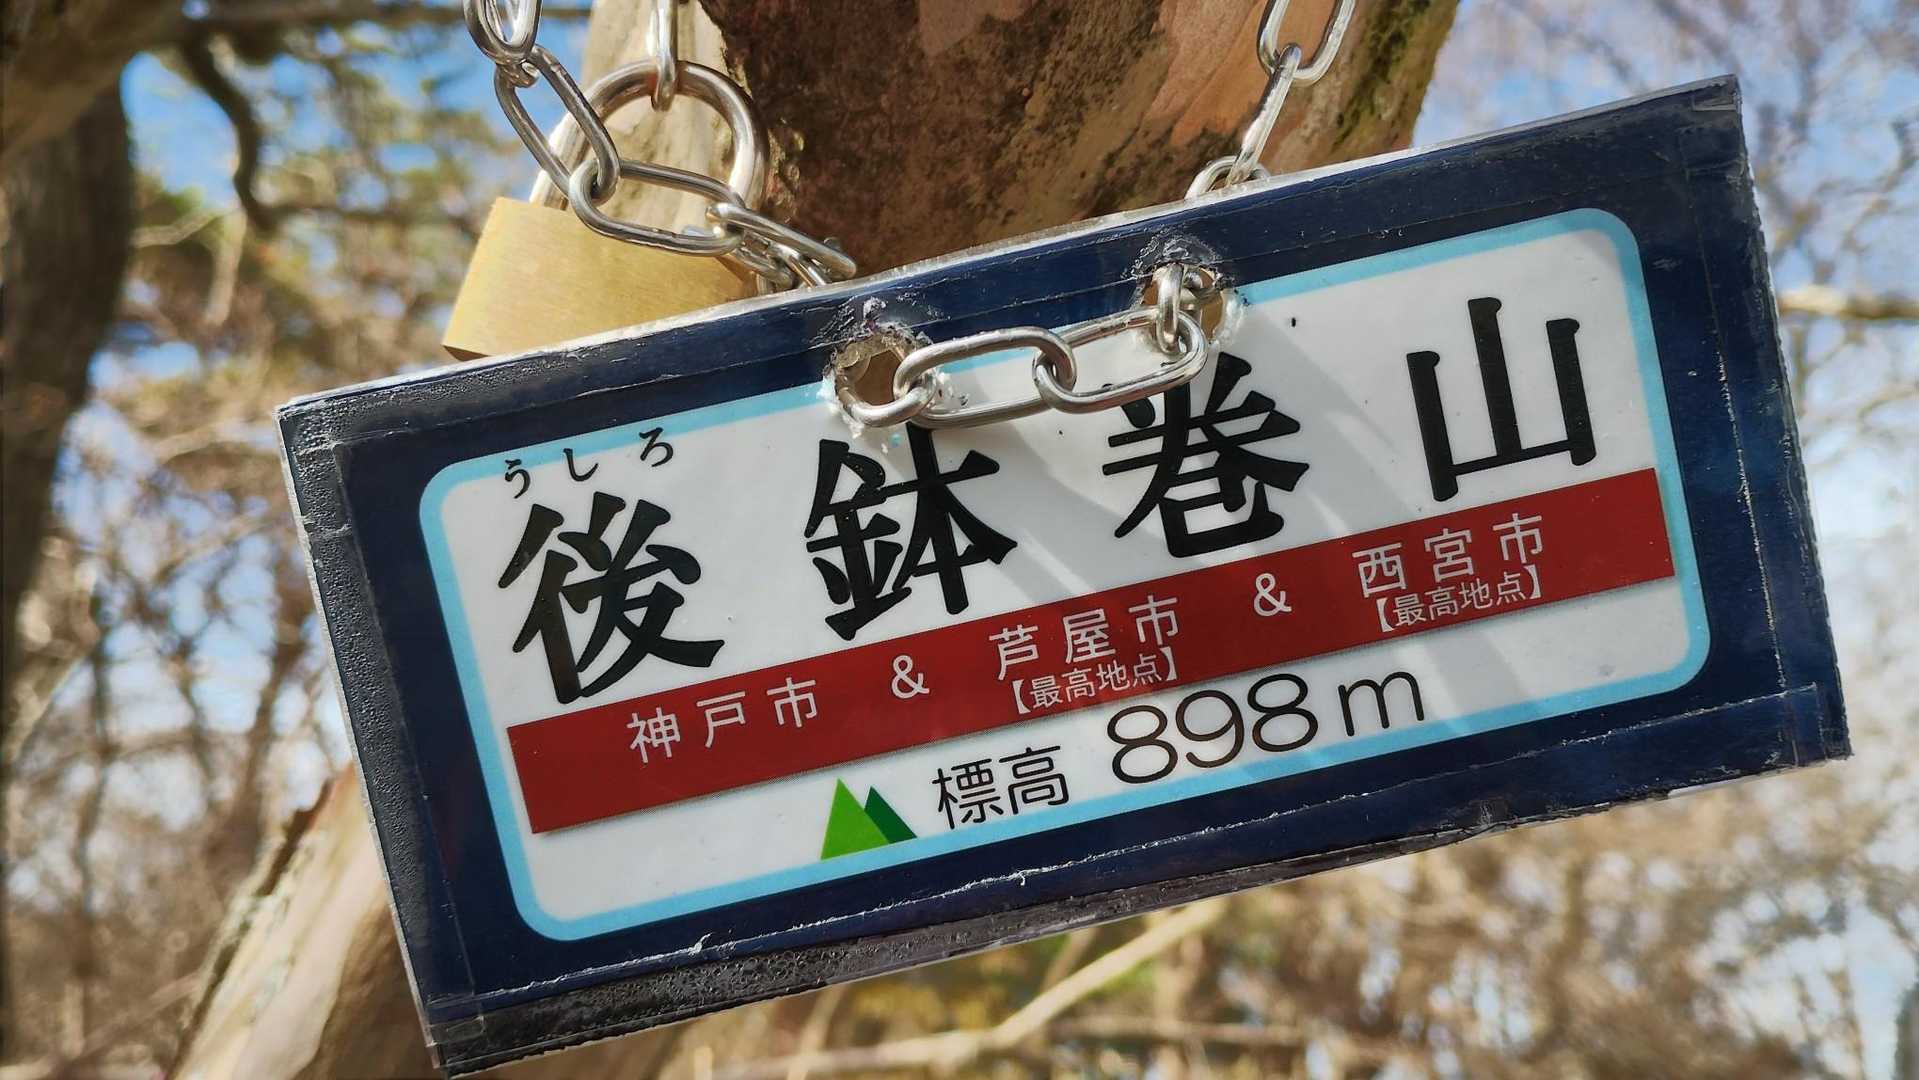 うしろ
後鉢巻山
神戸市 & 芦屋市 & 西宮市
【最高地点】 【最高地点】
標高 898m